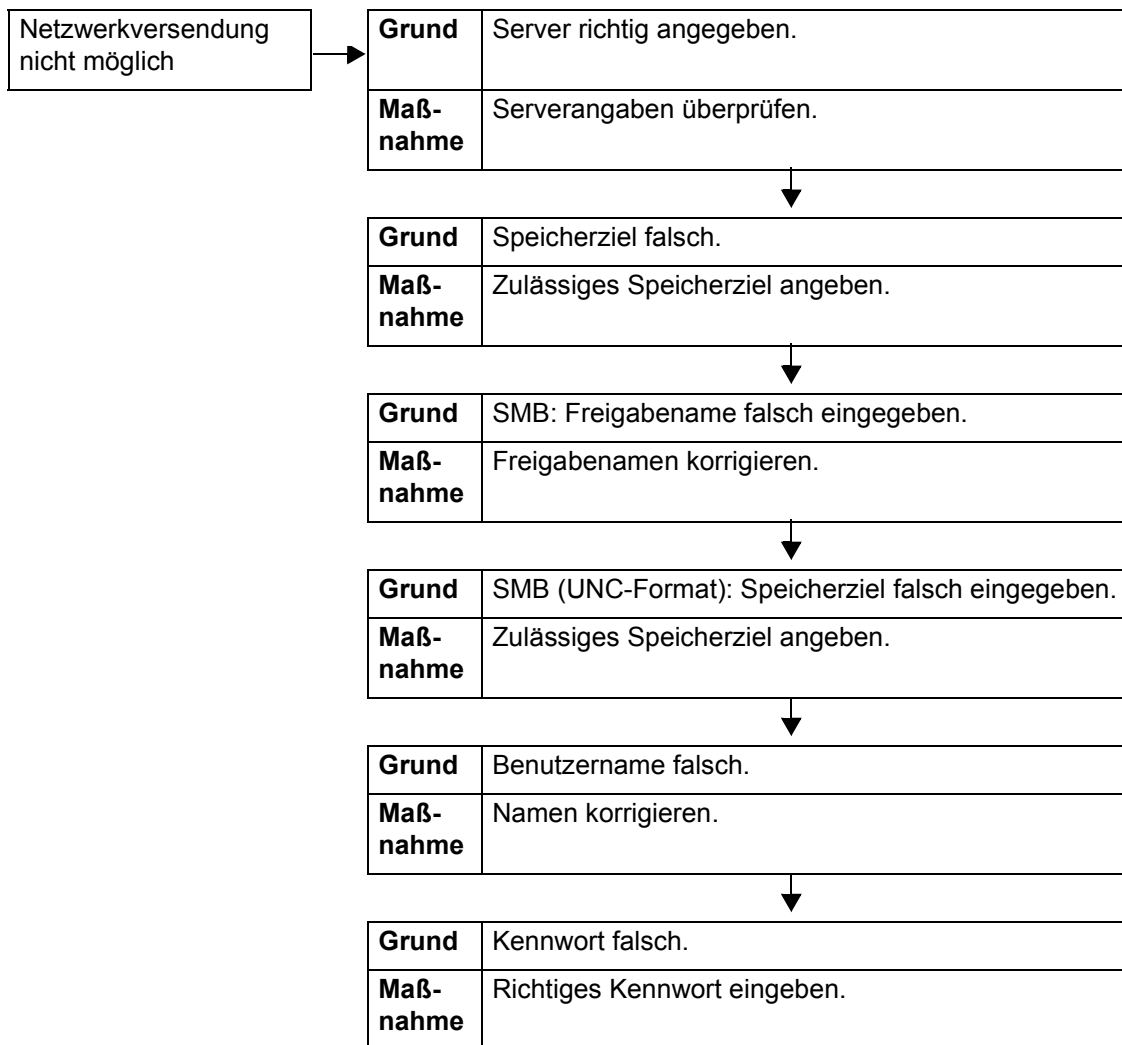 Netzwerkversendung
nicht möglich
Grund Server richtig angegeben.
Maß- Serverangaben überprüfen.
nahme
Grund Speicherziel falsch.
Maß- Zulässiges Speicherziel angeben.
nahme
Grund SMB: Freigabename falsch eingegeben.
Maß- Freigabenamen korrigieren.
nahme
Grund SMB (UNC-Format): Speicherziel falsch eingegeben.
Maß- Zulässiges Speicherziel angeben.
nahme
Grund Benutzername falsch.
Maß- Namen korrigieren.
nahme
Grund Kennwort falsch.
Maß- Richtiges Kennwort eingeben.
nahme